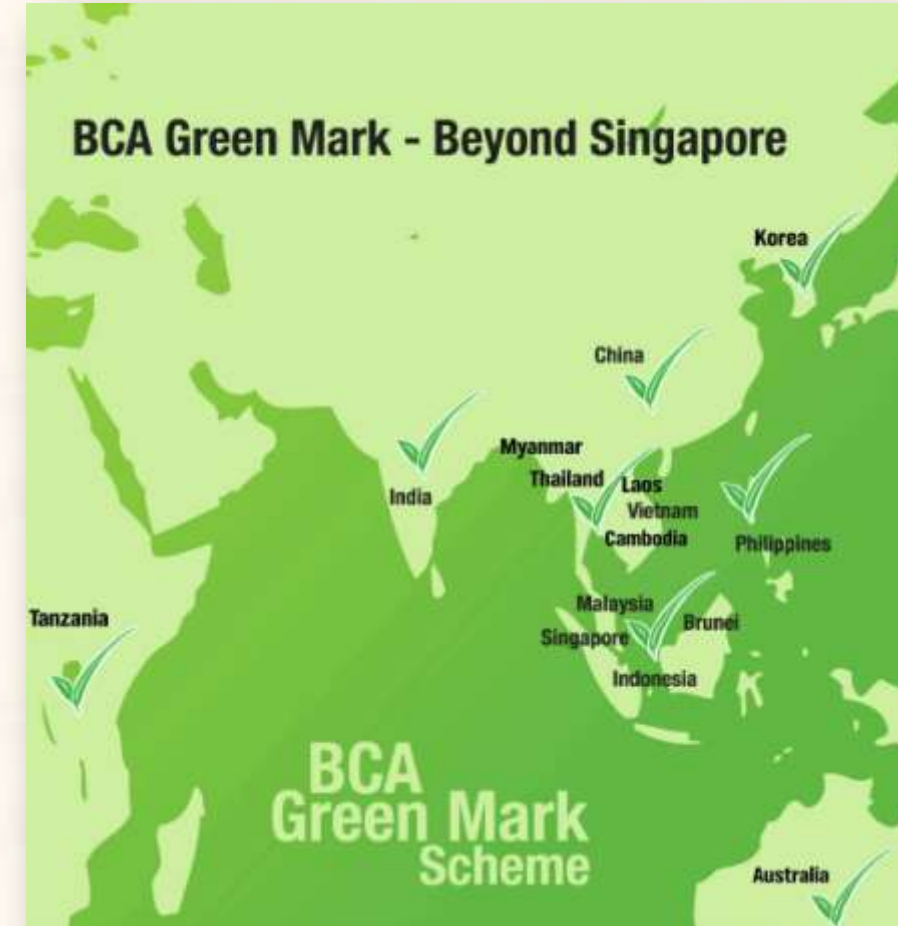 BCA Green Mark - Beyond Singapore
Korea
China
Myanmar
Thailand
Laos
India
Vietnam
Cambodia
Philippines
Malaysia
Tanzania
Brunei
Singapore
Indonesia
BCA
Green Mark
Scheme
Australia